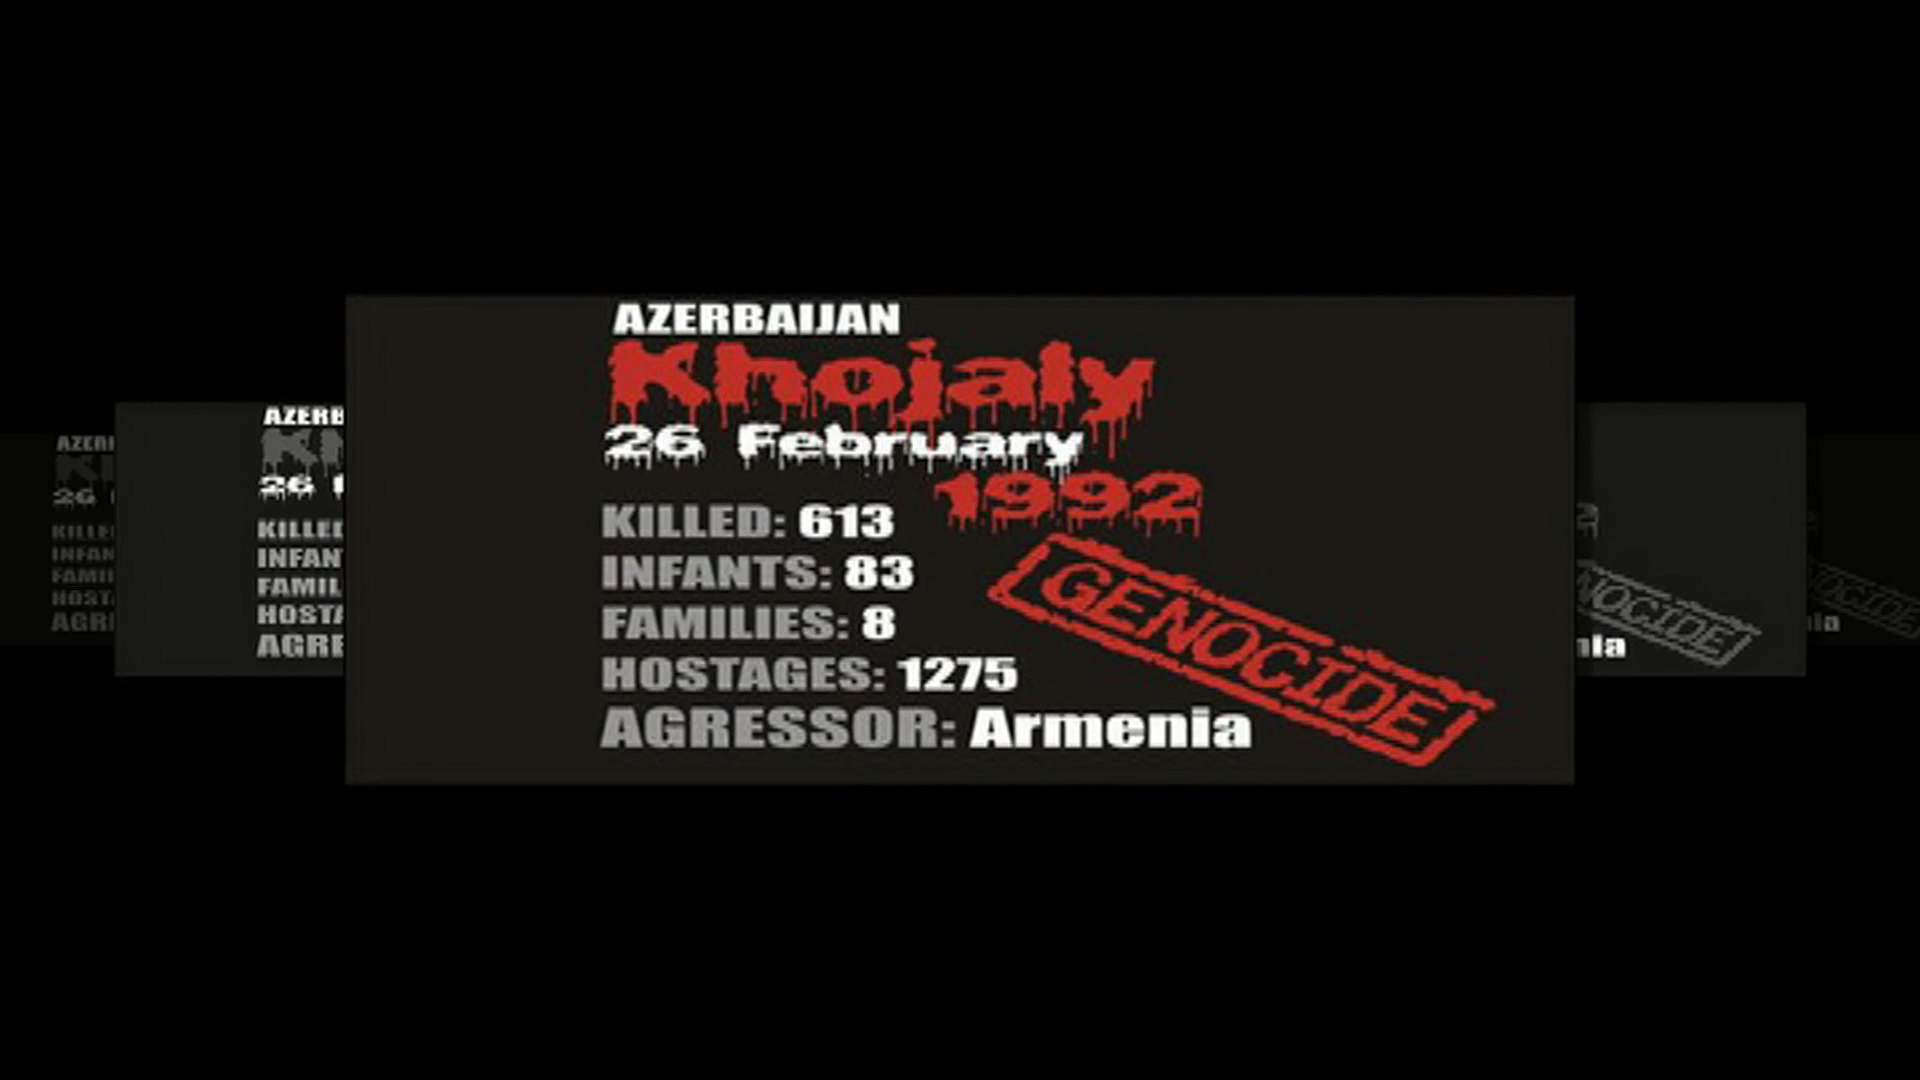 AZERBAIJAN
Khojaly
26 February
1992
KILLED: 613
INFANTS: 83
FAMILIES: 8
HOSTAGES: 1275
AGRESSOR: Armenia
GENOCIDE